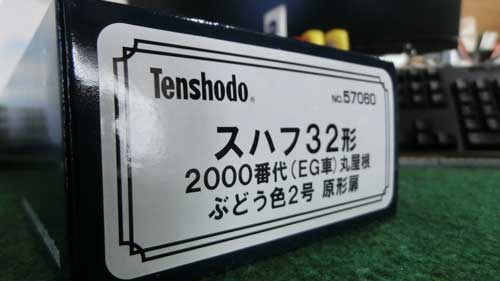 Tenshodo®
NO.57060
スハフ32形
2000番代(EG車)丸屋根
ぶどう色2号 原形扉